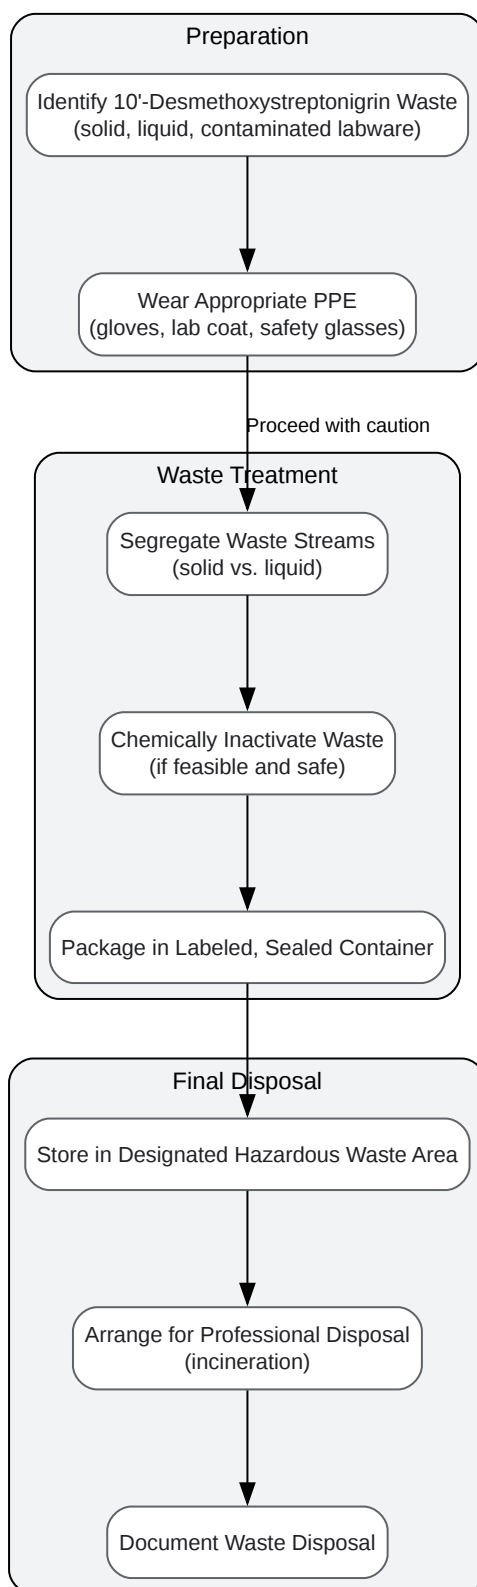 Preparation
Identify 10'-Desmethoxystreptonigrin Waste
(solid, liquid, contaminated labware)
Wear Appropriate PPE
(gloves, lab coat, safety glasses)
Proceed with caution
Waste Treatment
Segregate Waste Streams
(solid vs. liquid)
Chemically Inactivate Waste
(if feasible and safe)
Package in Labeled, Sealed Container
Final Disposal
Store in Designated Hazardous Waste Area
Arrange for Professional Disposal
(incineration)
Document Waste Disposal